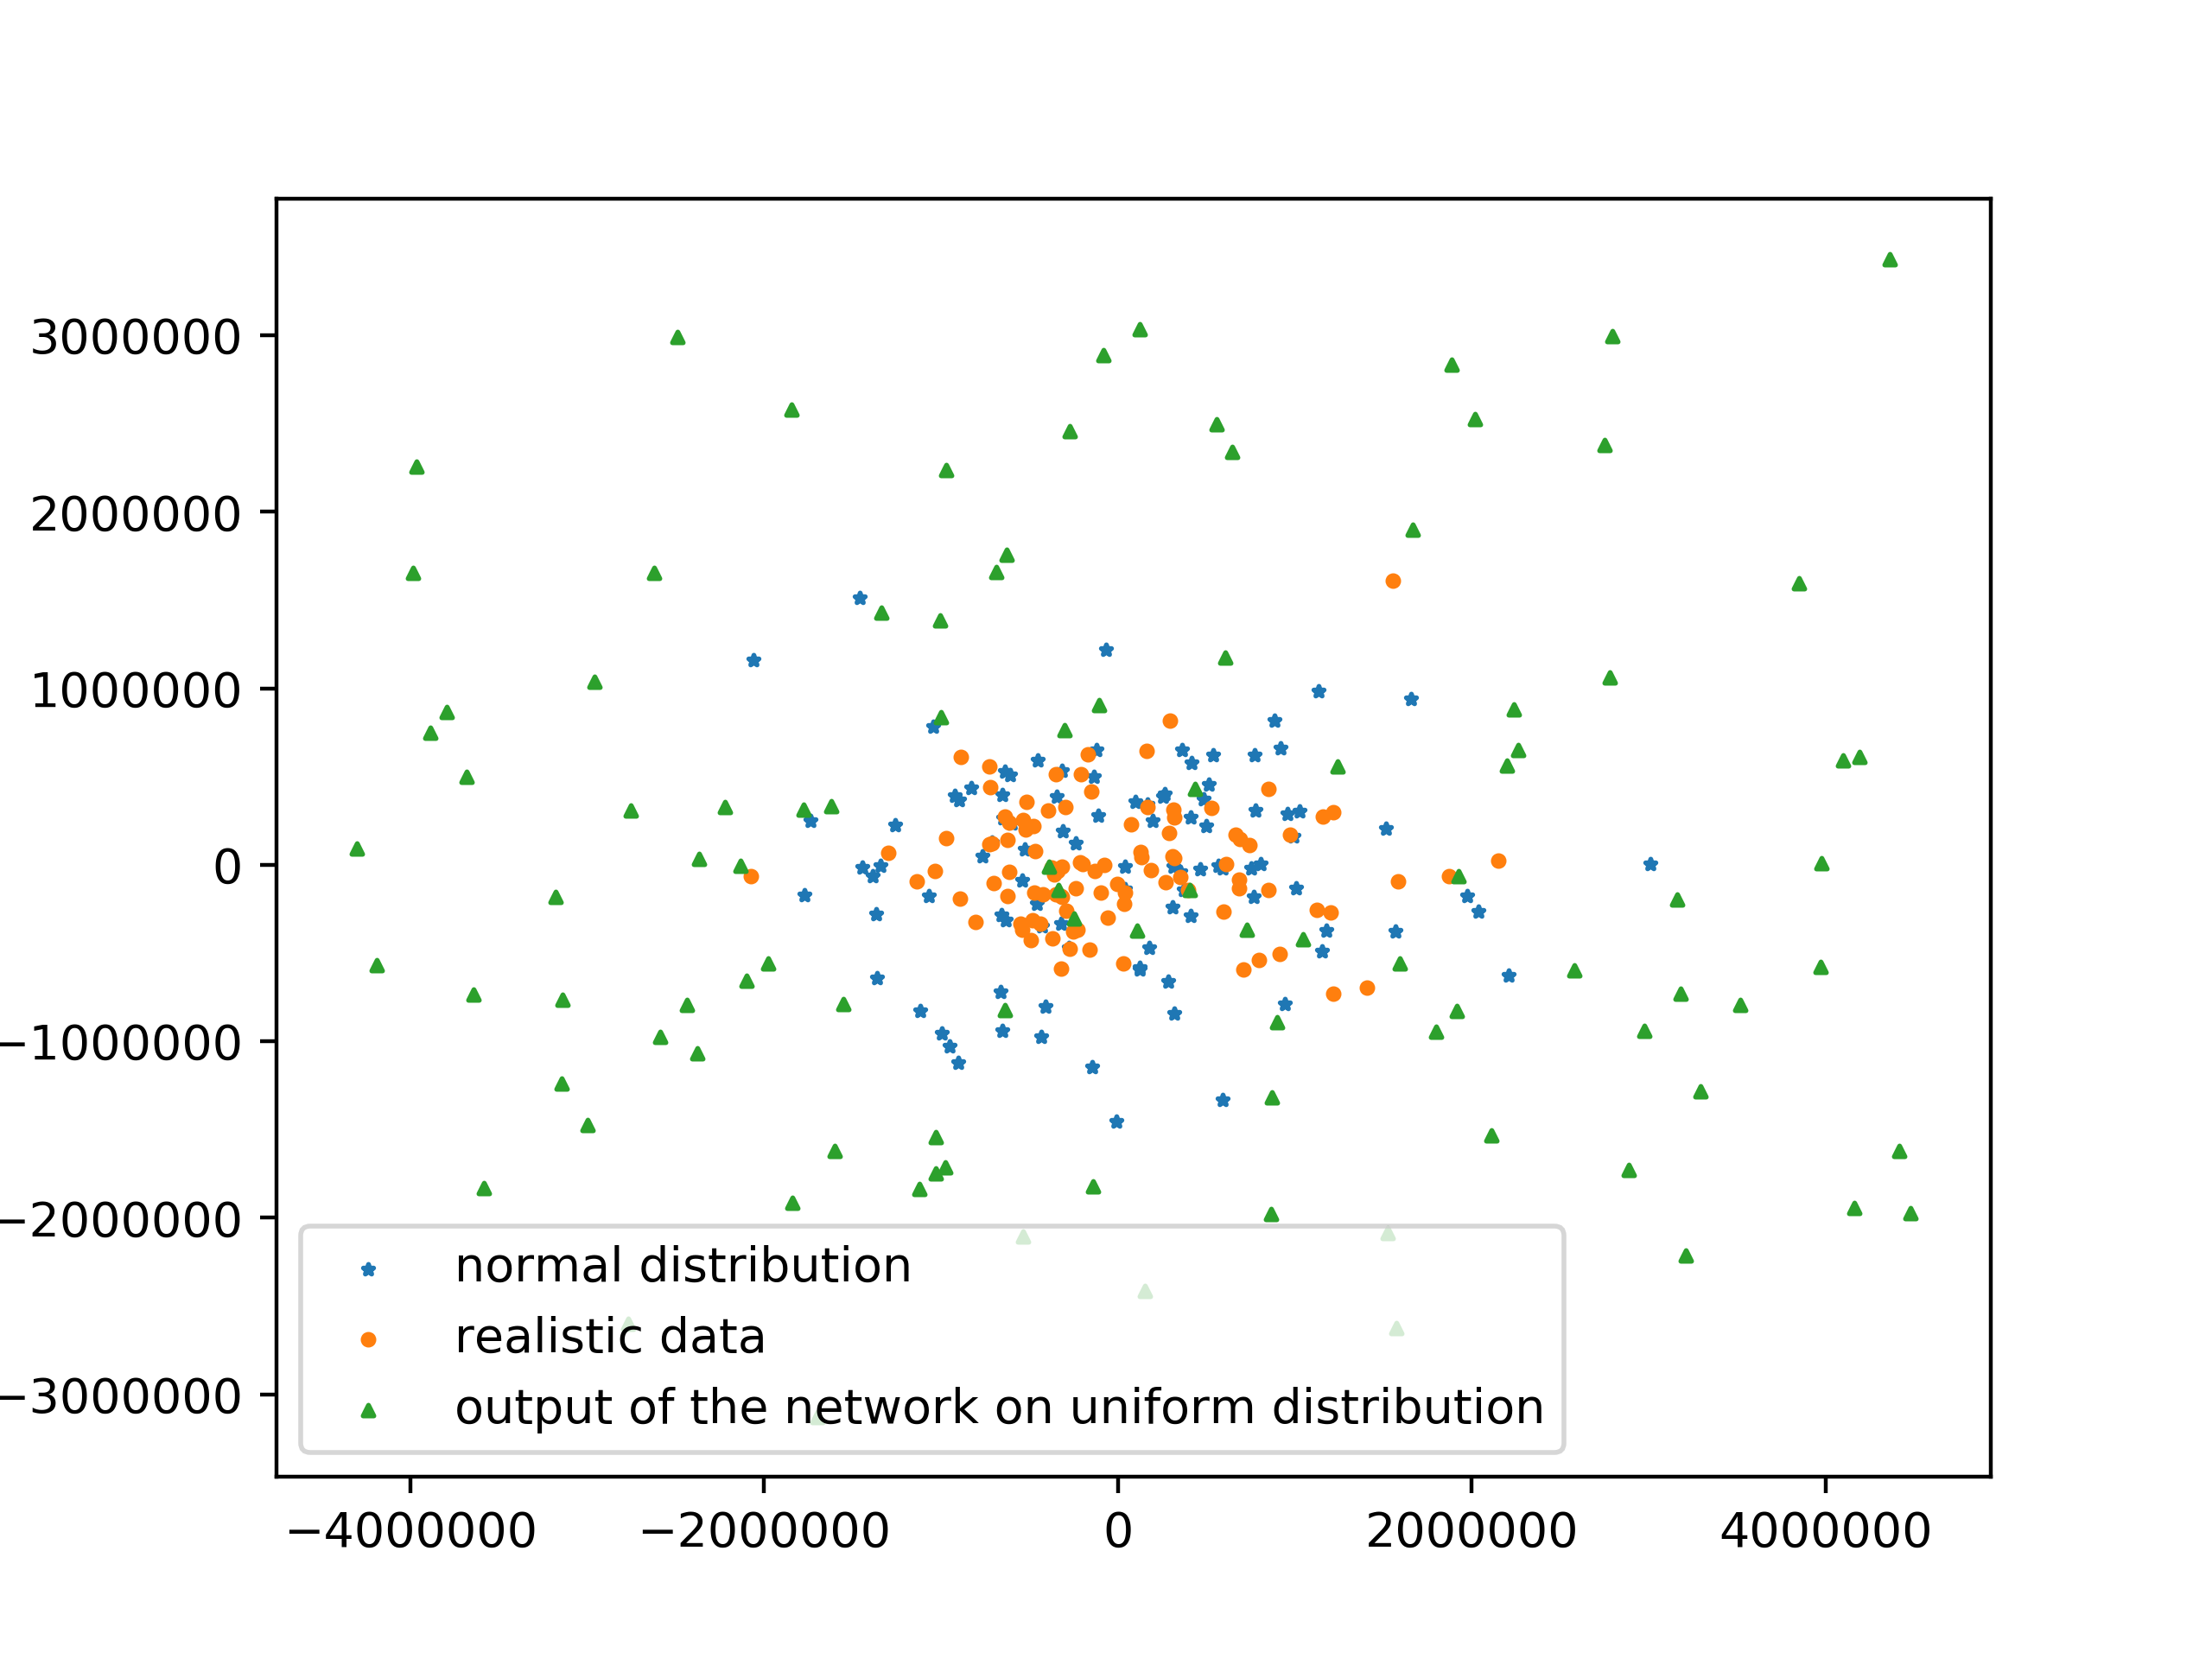 3000000
2000000
1000000
0
−1000000
−2000000
−3000000
normal distribution
realistic data
output of the network on uniform distribution
−4000000 −2000000 0 2000000 4000000